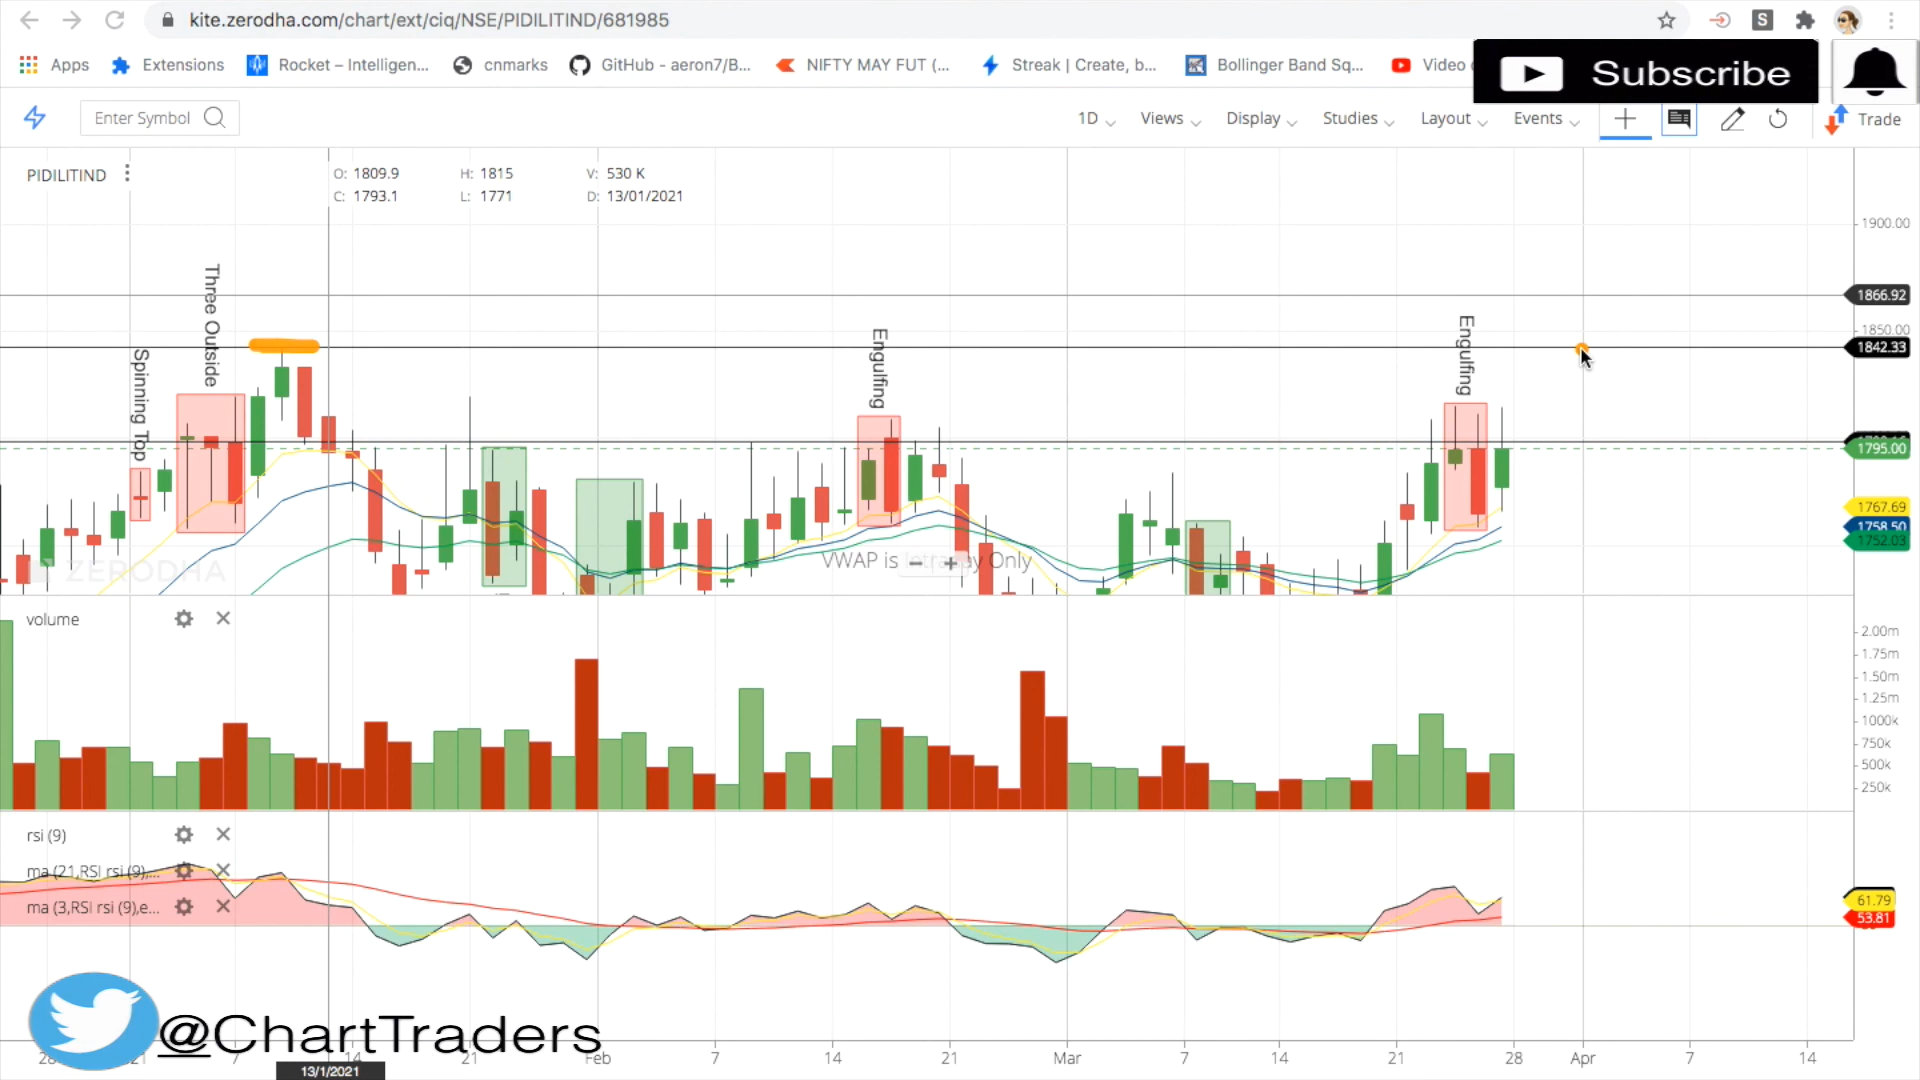 kite.zerodha.com/chart/ext/ciq/NSE/PIDILITIND/681985
Apps Extensions Rocket – Intelligen... cnmarks GitHub - aeron7/B... NIFTY MAY FUT (... Streak | Create, b... Bollinger Band Sq... Video
Subscribe
Enter Symbol 1D Views Display Studies Layout Events Trade
PIDILITIND
O: 1809.9 H: 1815 V: 530 K
C: 1793.1 L: 1771 D: 13/01/2021
1900.00
1866.92
1850.00
1842.33
1795.00
1767.69
1758.50
1752.03
Spinning Top
Three Outside
Engulfing
Engulfing
ZERODHA
VWAP is Intraday Only
volume
2.00m
1.75m
1.50m
1.25m
1000k
750k
500k
250k
rsi (9)
ma (21,RSI rsi (9),...
ma (3,RSI rsi (9),e...
61.79
53.81
@ChartTraders
7 14 21 Feb 7 14 21 Mar 7 14 21 28 Apr 7 14
13/1/2021